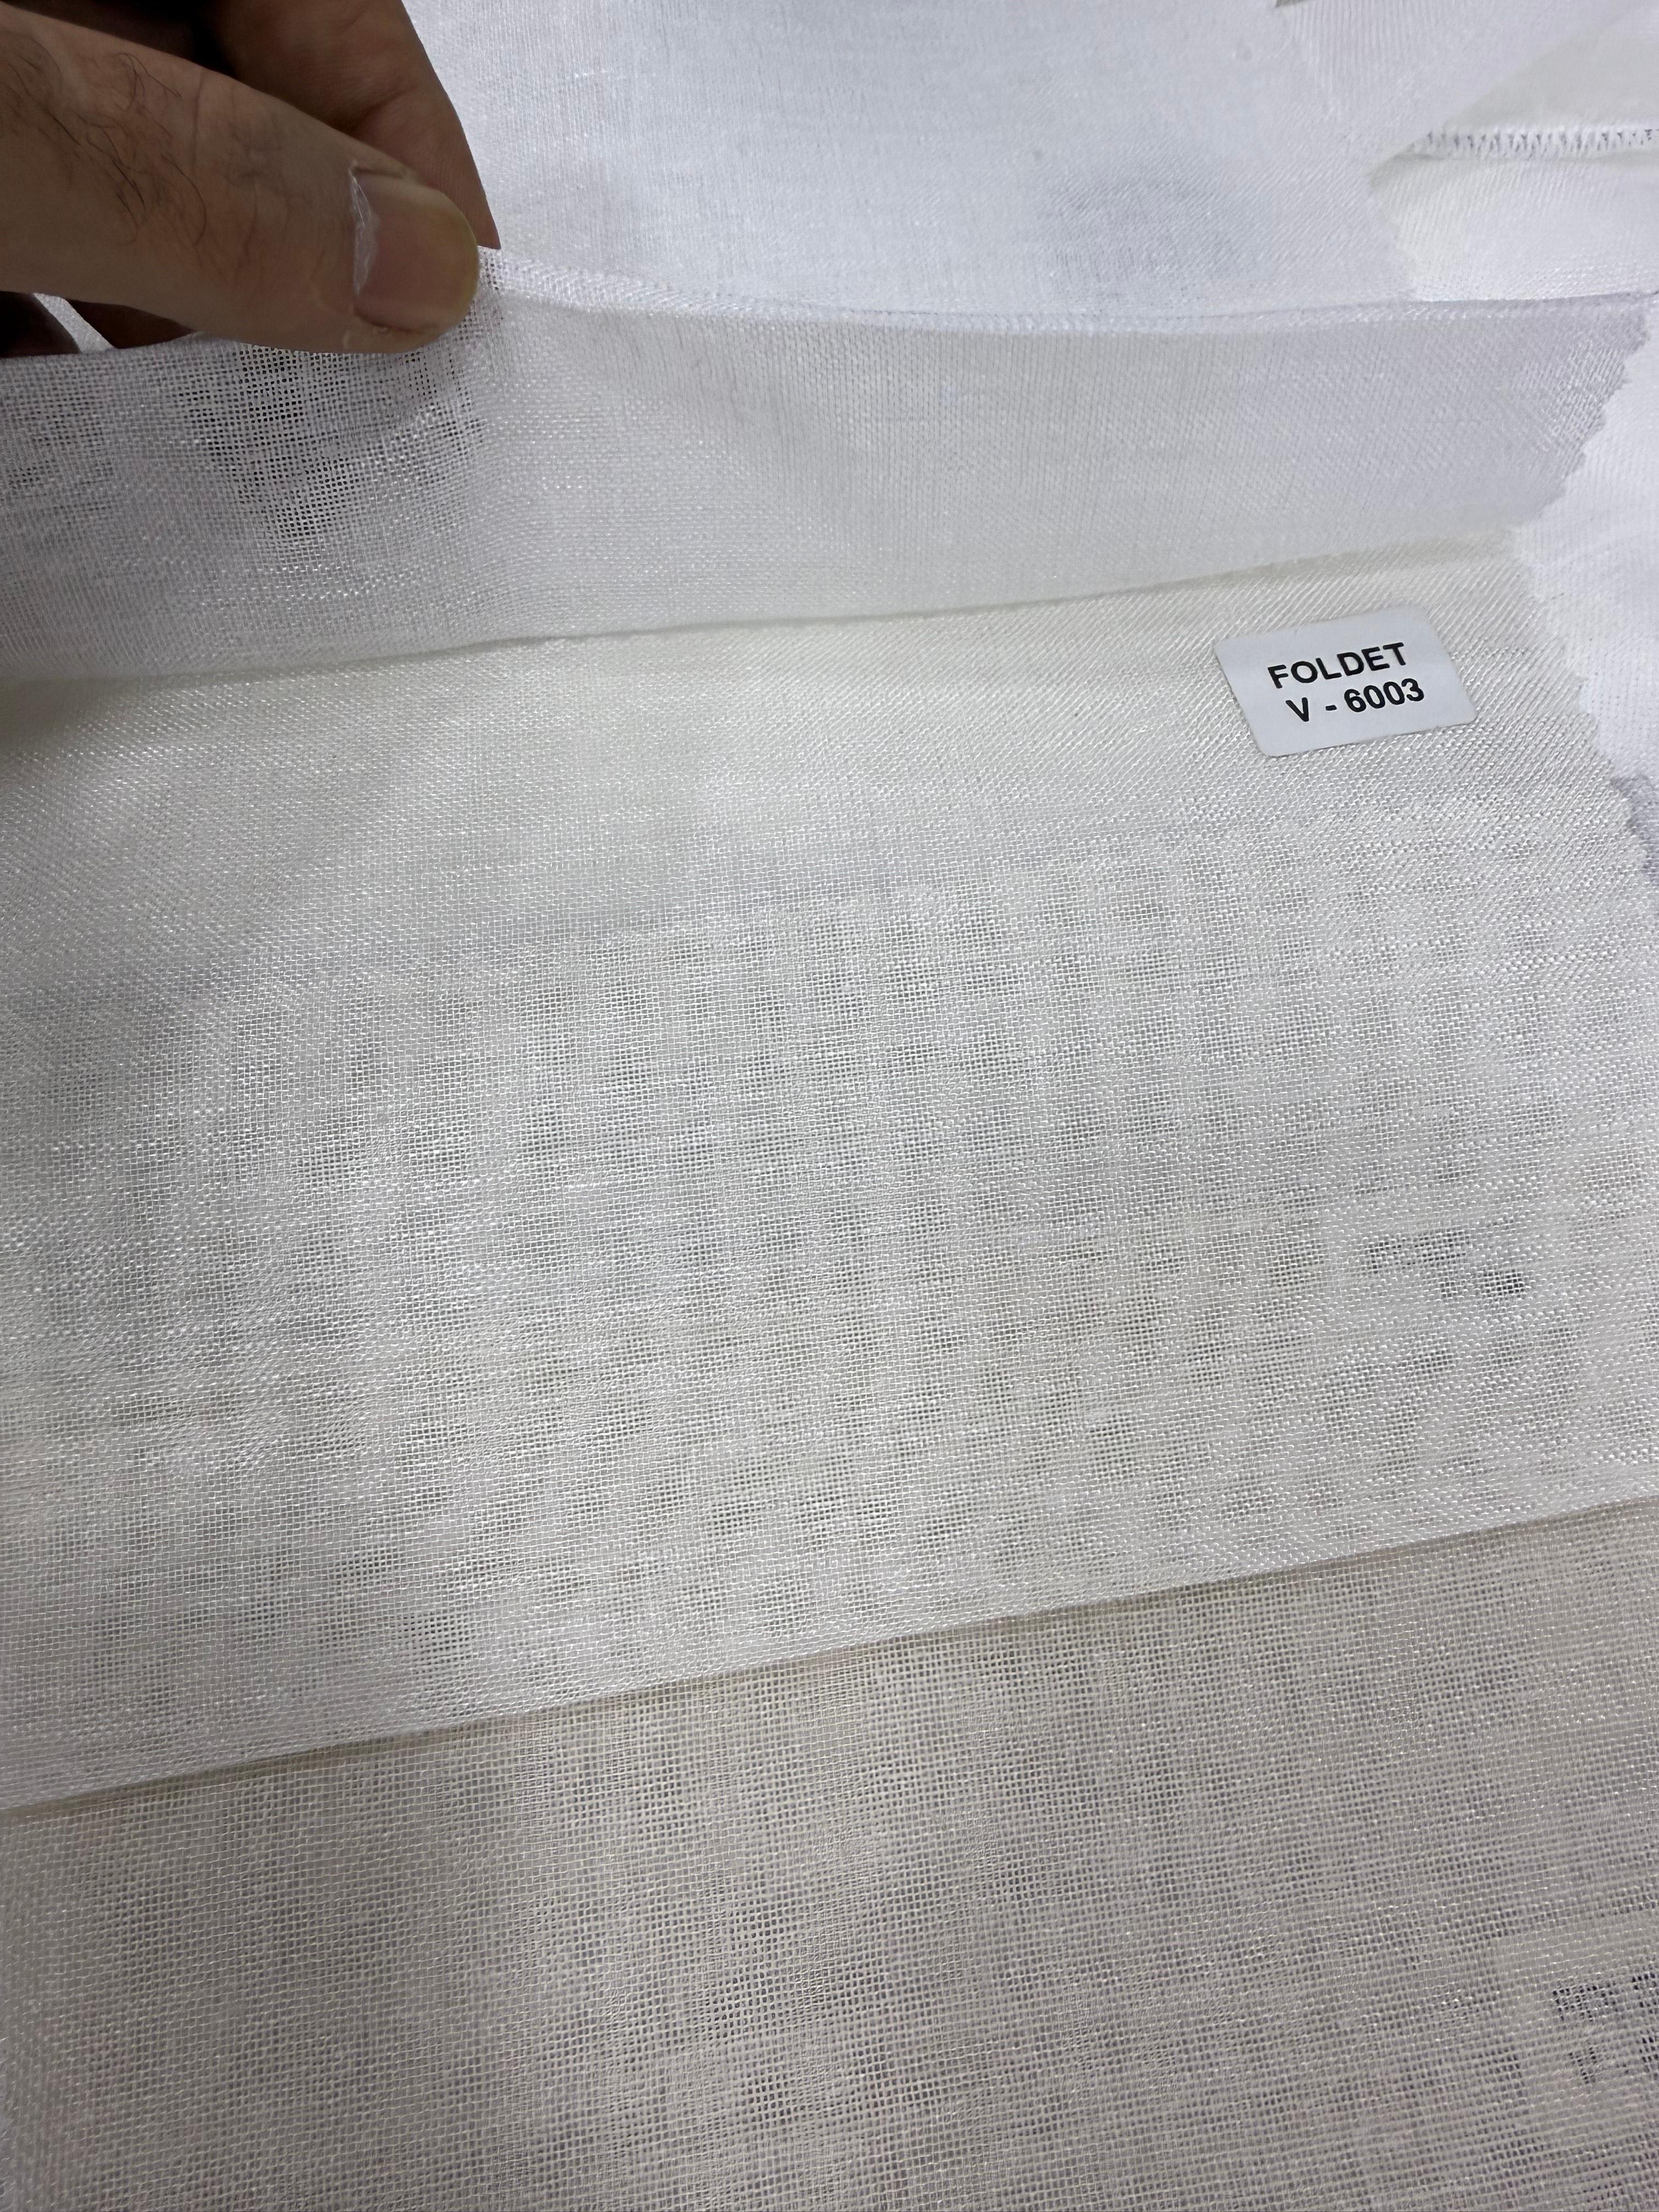 FOLDET
V - 6003